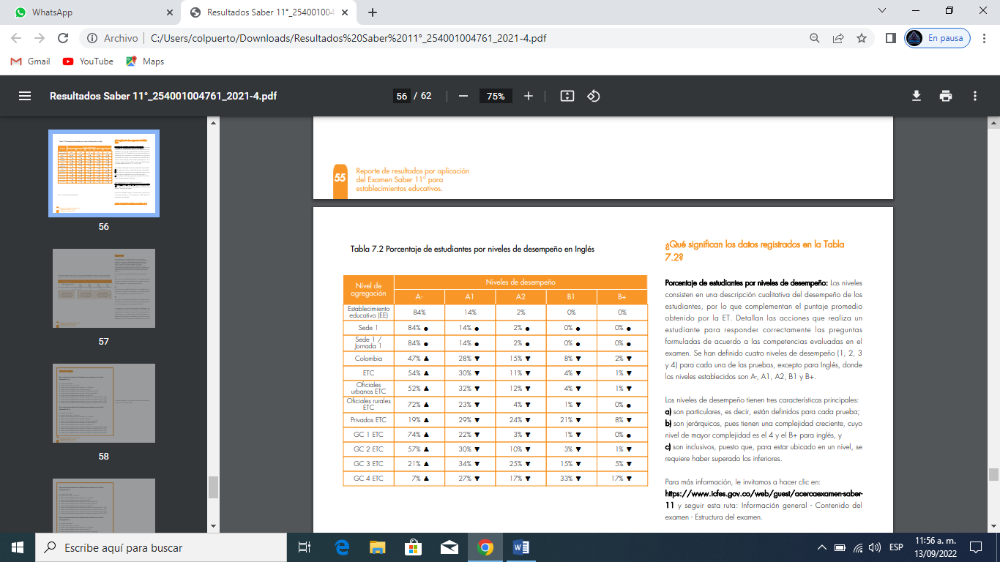 WhatsApp
Resultados Saber 11°_254001004
Archivo
C:/Users/colpuerto/Downloads/Resultados%20Saber%2011°_254001004761_2021-4.pdf
En pausa
Gmail
YouTube
Maps
Resultados Saber 11°_254001004761_2021-4.pdf
56 / 62
75%
56
57
58
55
Reporte de resultados por aplicación
del Examen Saber 11° para
establecimientos educativos.
Tabla 7.2 Porcentaje de estudiantes por niveles de desempeño en Inglés
Nivel de agregación
Niveles de desempeño
A- A1 A2 B1 B+
Establecimiento educativo (EE) 84% 14% 2% 0% 0%
Sede 1 84% ● 14% ● 2% ● 0% ● 0% ●
Sede 1 / Jornada 1 84% ● 14% ● 2% ● 0% ● 0% ●
Colombia 47% ▲ 28% ▼ 15% ▼ 8% ▼ 2% ▼
ETC 54% ▲ 30% ▼ 11% ▼ 4% ▼ 1% ▼
Oficiales urbanos ETC 52% ▲ 32% ▼ 12% ▼ 4% ▼ 1% ▼
Oficiales rurales ETC 72% ▲ 23% ▼ 4% ▼ 1% ▼ 0% ●
Privados ETC 19% ▲ 29% ▼ 24% ▼ 21% ▼ 8% ▼
GC 1 ETC 74% ▲ 22% ▼ 3% ▼ 1% ▼ 0% ●
GC 2 ETC 57% ▲ 30% ▼ 10% ▼ 3% ▼ 1% ▼
GC 3 ETC 21% ▲ 34% ▼ 25% ▼ 15% ▼ 5% ▼
GC 4 ETC 7% ▲ 27% ▼ 17% ▼ 33% ▼ 17% ▼
¿Qué significan los datos registrados en la Tabla
7.2?
Porcentaje de estudiantes por niveles de desempeño: Los niveles
consisten en una descripción cualitativa del desempeño de los
estudiantes, por lo que complementan el puntaje promedio
obtenido por la ET. Detallan las acciones que realiza un
estudiante para responder correctamente las preguntas
formuladas de acuerdo a las competencias evaluadas en el
examen. Se han definido cuatro niveles de desempeño (1, 2, 3
y 4) para cada una de las pruebas, excepto para Inglés, donde
los niveles establecidos son A-, A1, A2, B1 y B+.
Los niveles de desempeño tienen tres características principales:
a) son particulares, es decir, están definidos para cada prueba;
b) son jerárquicos, pues tienen una complejidad creciente, cuyo
nivel de mayor complejidad es el 4 y el B+ para inglés, y
c) son inclusivos, puesto que, para estar ubicado en un nivel, se
requiere haber superado los inferiores.
Para más información, le invitamos a hacer clic en:
https://www.icfes.gov.co/web/guest/acercaexamen-saber-
11 y seguir esta ruta: Información general - Contenido del
examen - Estructura del examen.
Escribe aquí para buscar
ESP
11:56 a. m.
13/09/2022